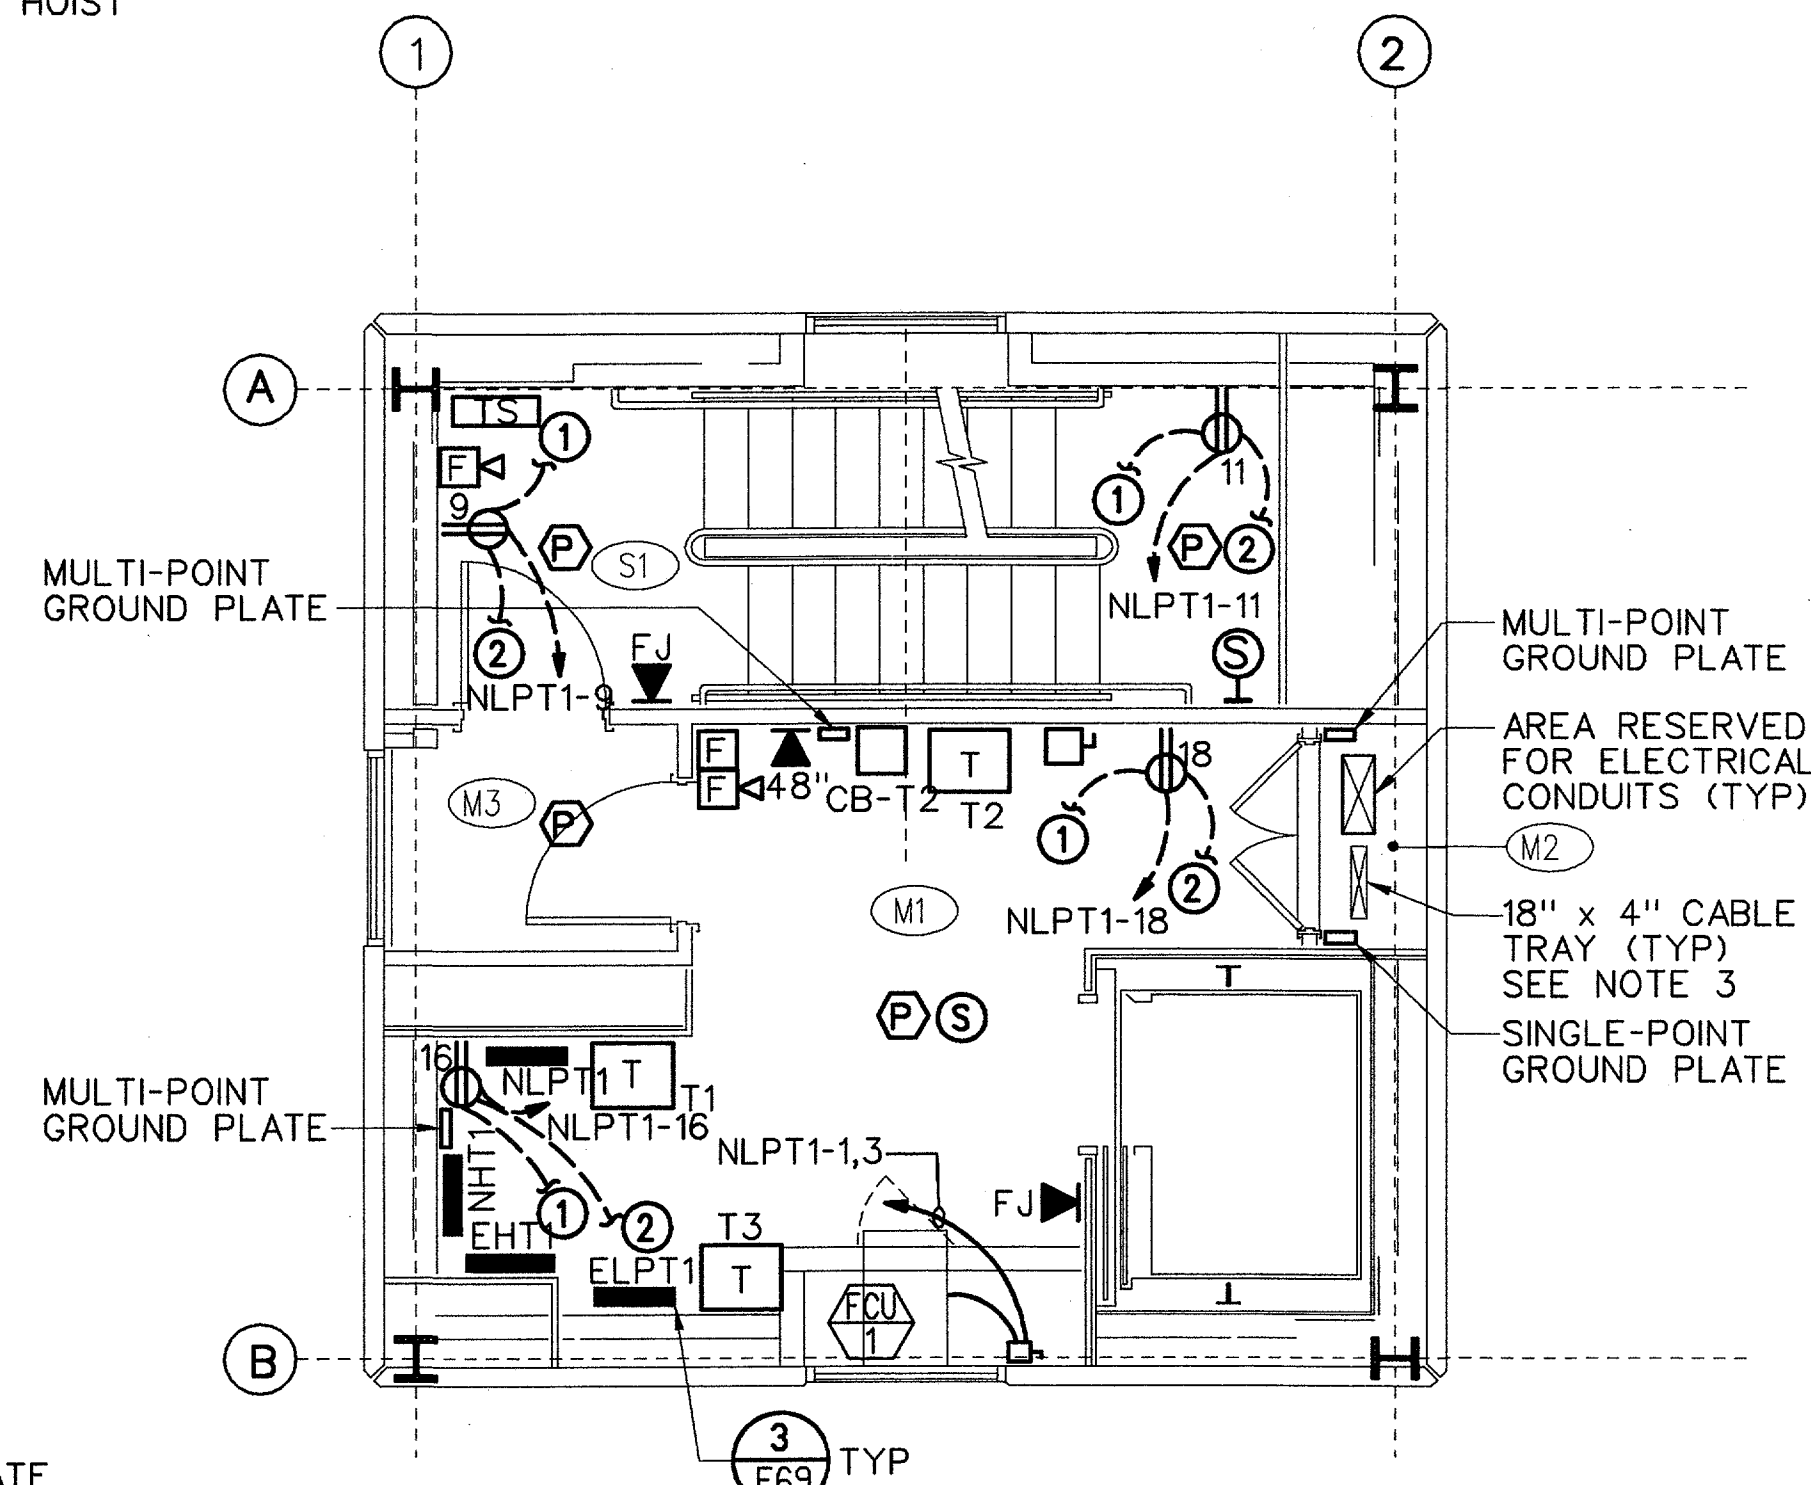 HOIST
1
2
A
TS
1
F
9
P
S1
2
NLPT1-9
FJ
11
1
P
2
NLPT1-11
S
MULTI-POINT
GROUND PLATE
MULTI-POINT
GROUND PLATE
AREA RESERVED
FOR ELECTRICAL
CONDUITS (TYP)
M2
18" x 4" CABLE
TRAY (TYP)
SEE NOTE 3
SINGLE-POINT
GROUND PLATE
F
F
48"
CB-T2
T
T2
18
1
2
NLPT1-18
M3
P
M1
P
S
T
16
NLPT1
T
T1
NLPT1-16
MULTI-POINT
GROUND PLATE
NHT1
1
2
EHT1
ELPT1
T3
T
NLPT1-1,3
FJ
FCU
1
T
B
3
E69
TYP